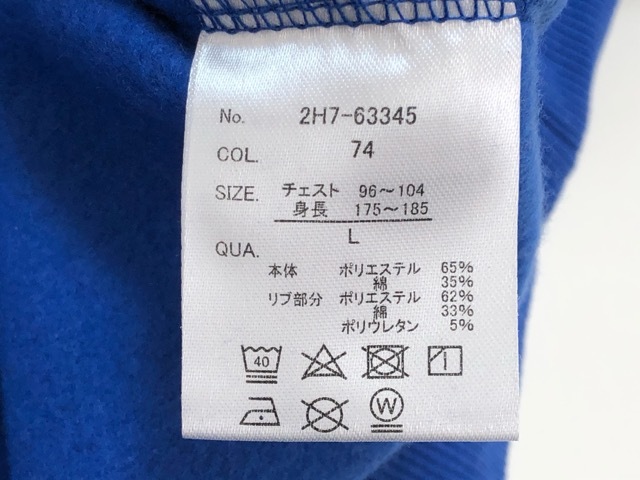 No. 2H7-63345
COL. 74
SIZE. チェスト 96〜104
身長 175〜185
L
QUA.
本体 ポリエステル 65%
綿 35%
リブ部分 ポリエステル 62%
綿 33%
ポリウレタン 5%
40
W